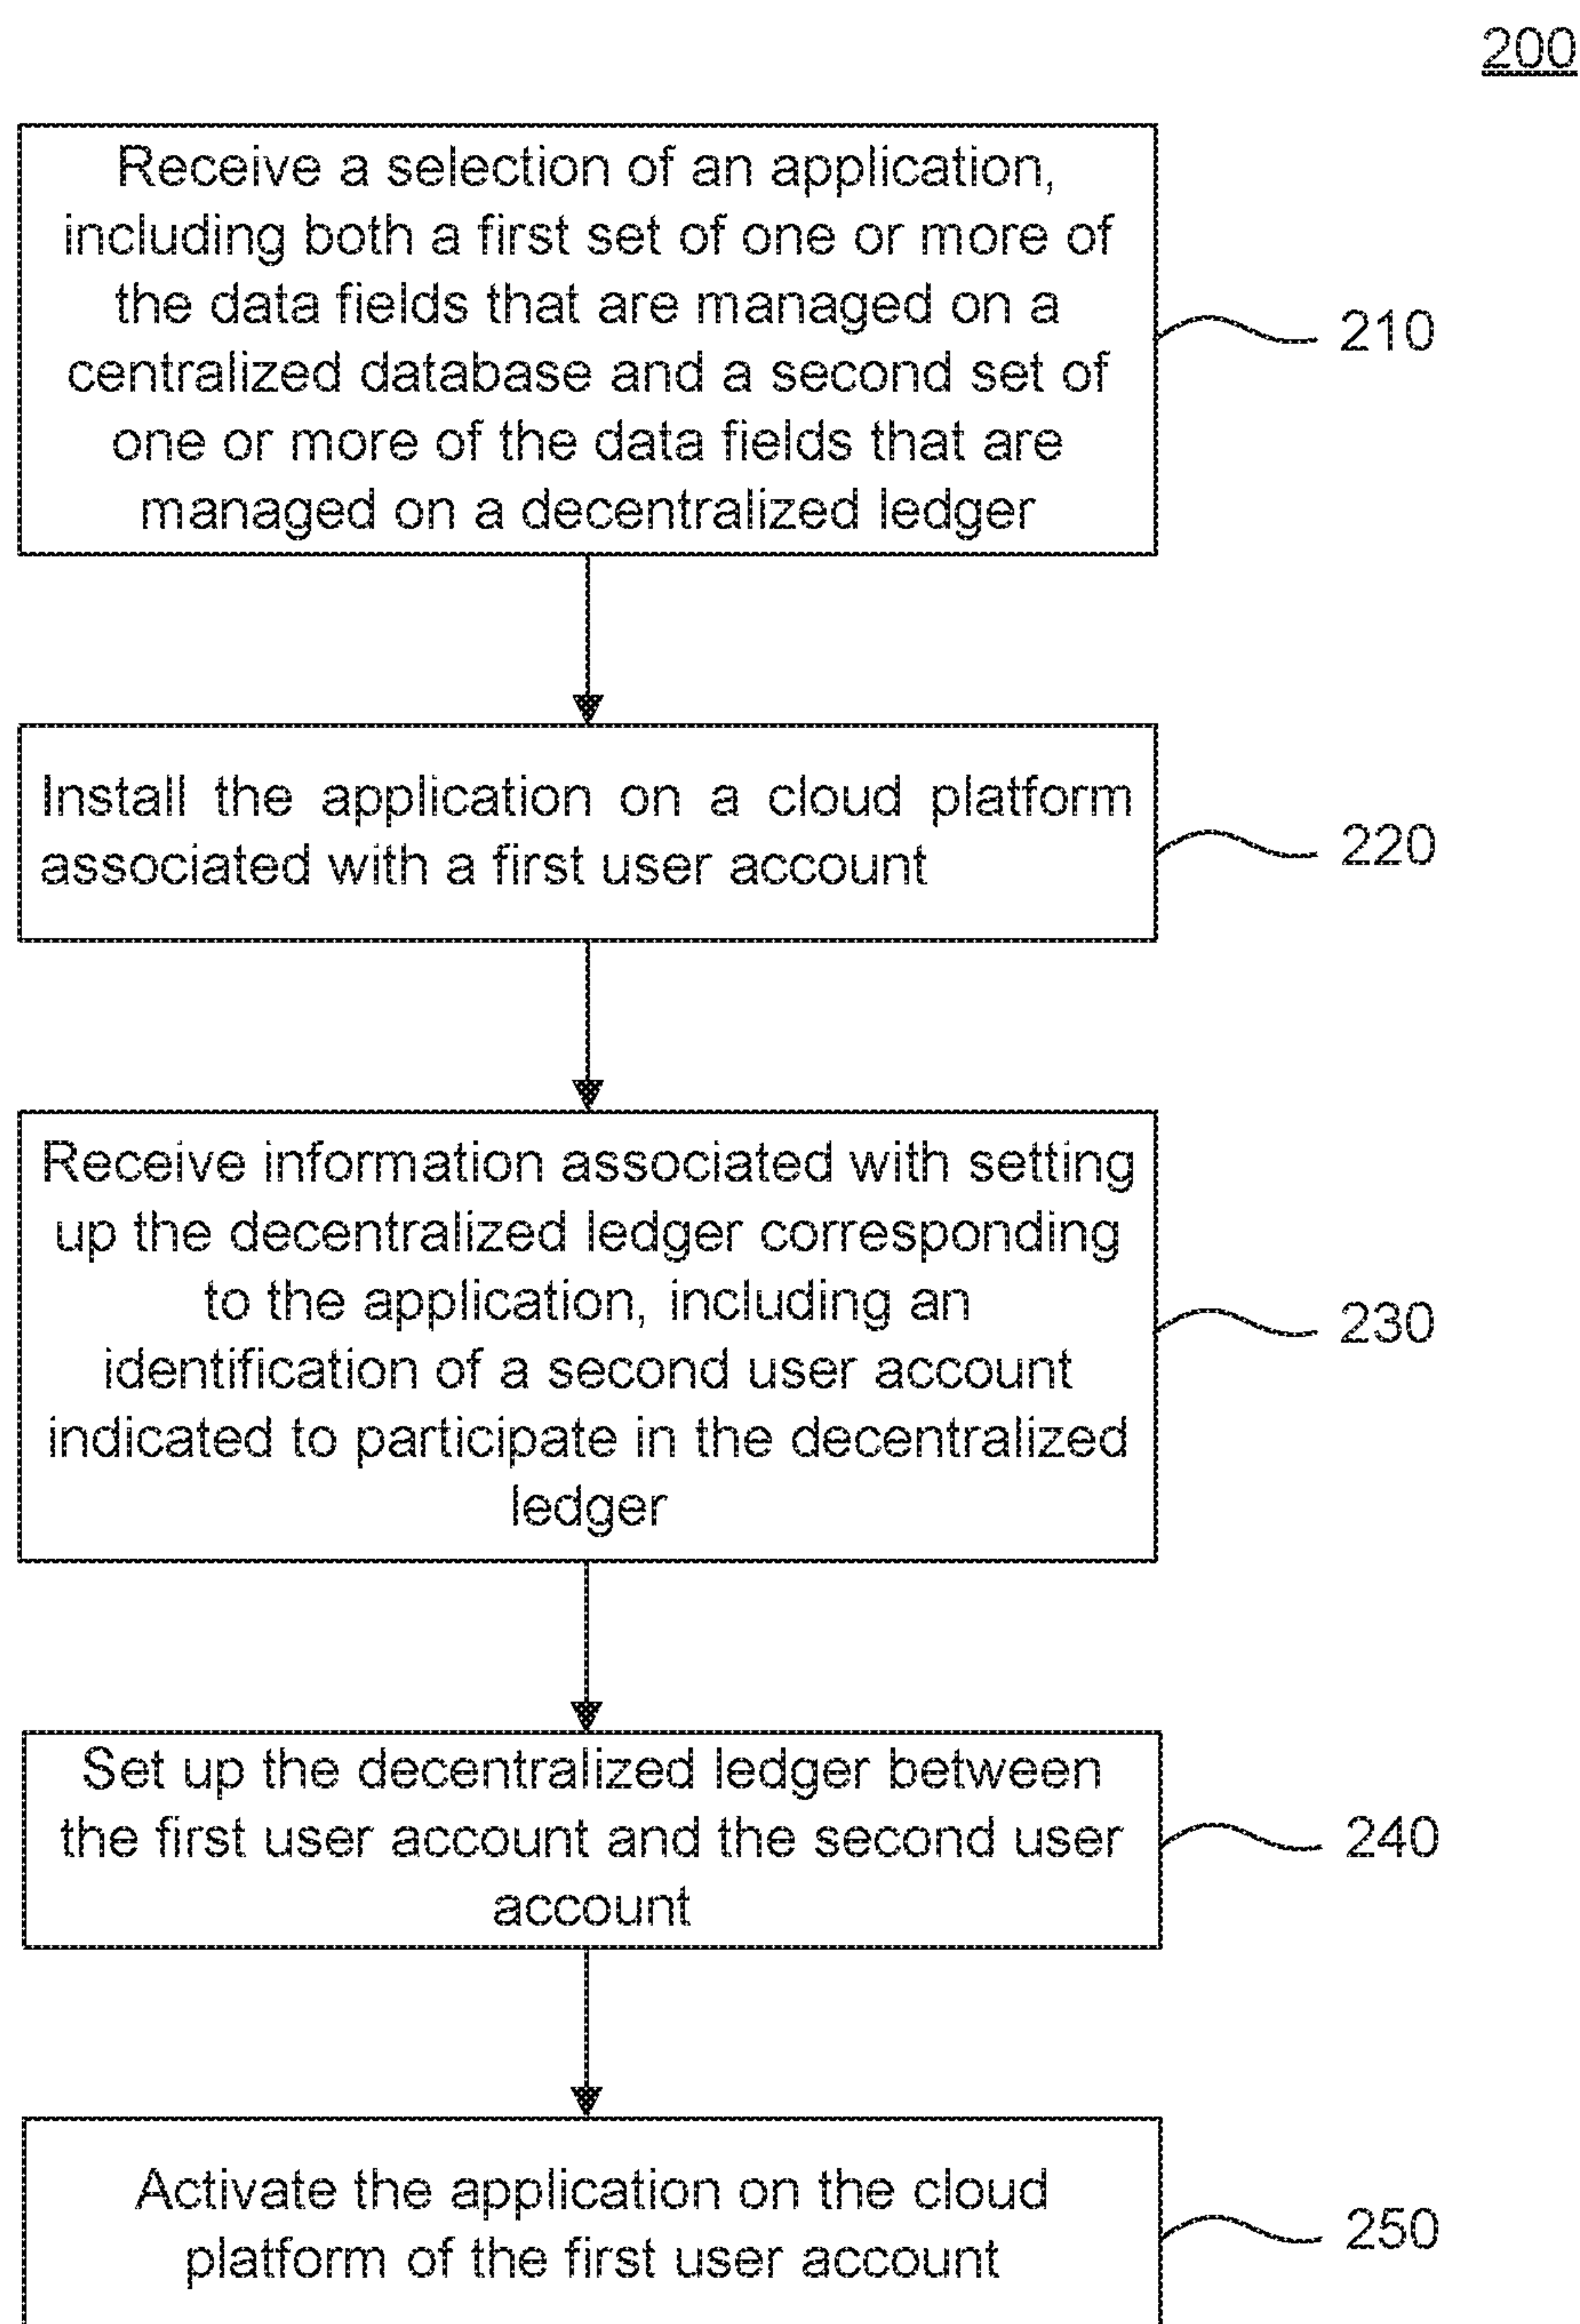 200
Receive a selection of an application,
including both a first set of one or more of
the data fields that are managed on a
centralized database and a second set of
one or more of the data fields that are
managed on a decentralized ledger
210
Install the application on a cloud platform
associated with a first user account
220
Receive information associated with setting
up the decentralized ledger corresponding
to the application, including an
identification of a second user account
indicated to participate in the decentralized
ledger
230
Set up the decentralized ledger between
the first user account and the second user
account
240
Activate the application on the cloud
platform of the first user account
250